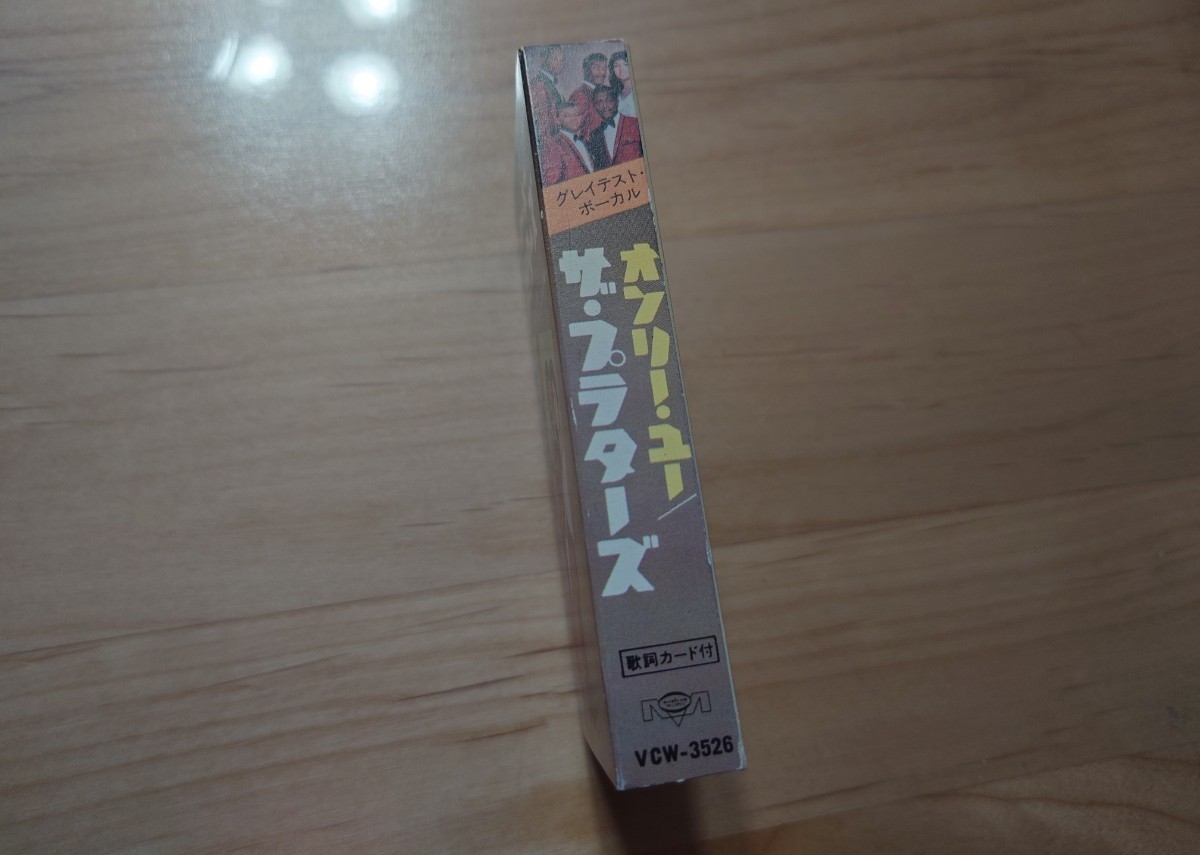 グレイテスト・
ボーカル
オンリー・ユー
ザ・プラターズ
歌詞カード付
VCW-3526